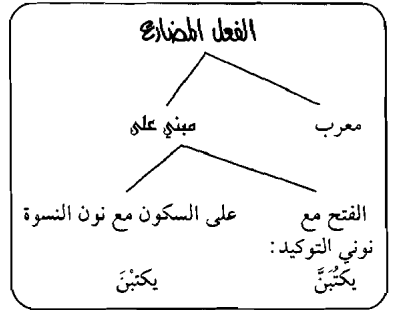 الفعل المضارع
معرب مبني على
الفتح مع على السكون مع نون النسوة
نوني التوكيد:
يكتُبَنَّ يكتبْنَ